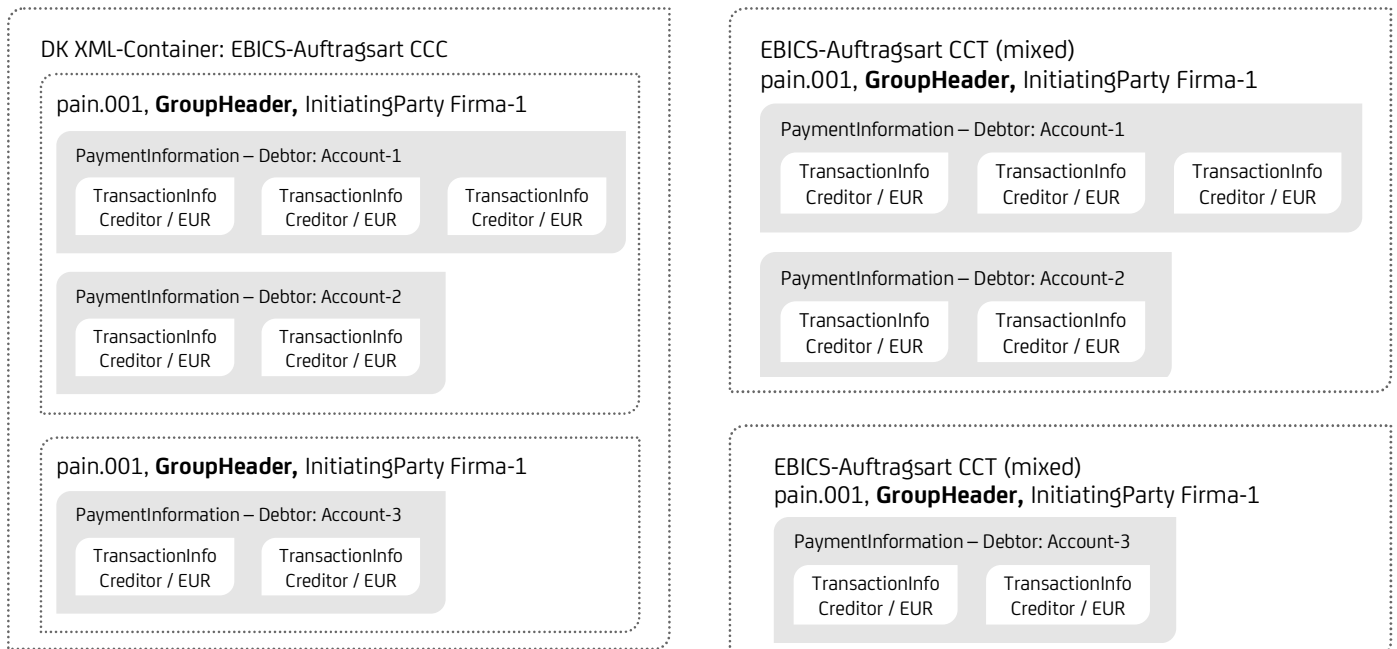 DK XML-Container: EBICS-Auftragsart CCC
pain.001, GroupHeader, InitiatingParty Firma-1
PaymentInformation – Debtor: Account-1
TransactionInfo
Creditor / EUR
TransactionInfo
Creditor / EUR
TransactionInfo
Creditor / EUR
PaymentInformation – Debtor: Account-2
TransactionInfo
Creditor / EUR
TransactionInfo
Creditor / EUR
pain.001, GroupHeader, InitiatingParty Firma-1
PaymentInformation – Debtor: Account-3
TransactionInfo
Creditor / EUR
TransactionInfo
Creditor / EUR
EBICS-Auftragsart CCT (mixed)
pain.001, GroupHeader, InitiatingParty Firma-1
PaymentInformation – Debtor: Account-1
TransactionInfo
Creditor / EUR
TransactionInfo
Creditor / EUR
TransactionInfo
Creditor / EUR
PaymentInformation – Debtor: Account-2
TransactionInfo
Creditor / EUR
TransactionInfo
Creditor / EUR
EBICS-Auftragsart CCT (mixed)
pain.001, GroupHeader, InitiatingParty Firma-1
PaymentInformation – Debtor: Account-3
TransactionInfo
Creditor / EUR
TransactionInfo
Creditor / EUR